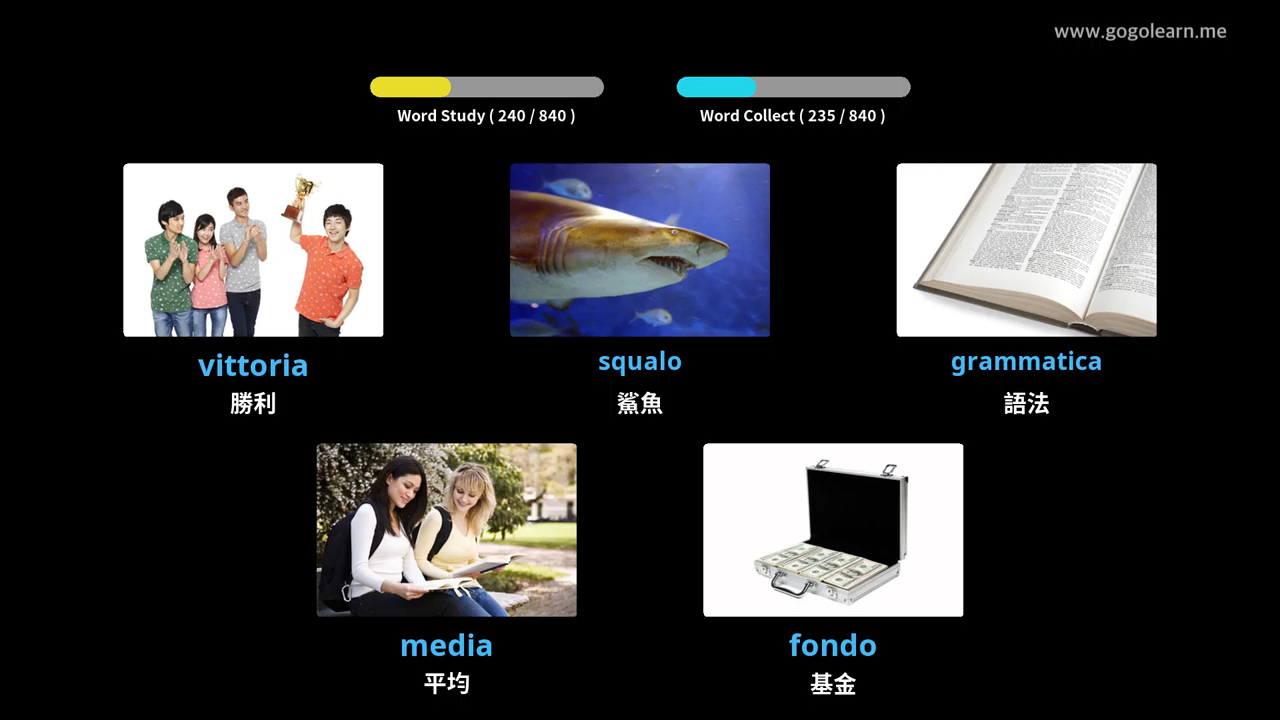 www.gogolearn.me
Word Study ( 240 / 840 )
Word Collect ( 235 / 840 )
vittoria
勝利
squalo
鯊魚
grammatica
語法
media
平均
fondo
基金